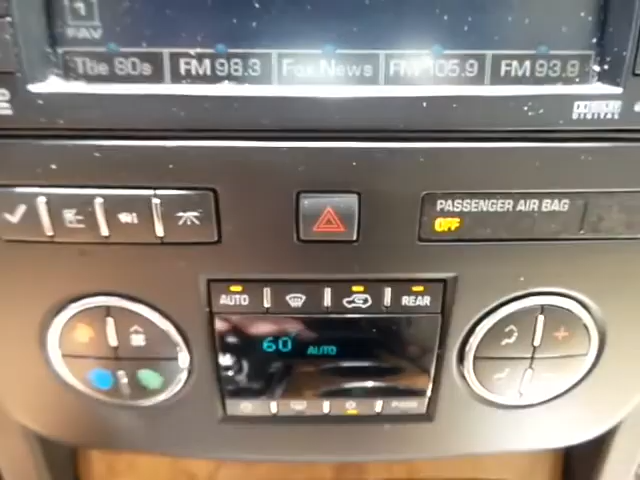 1
FAV
The 80s FM 98.3 Fox News FM 105.9 FM 93.9
DOLBY
DIGITAL
PASSENGER AIR BAG
OFF
AUTO REAR
60 AUTO